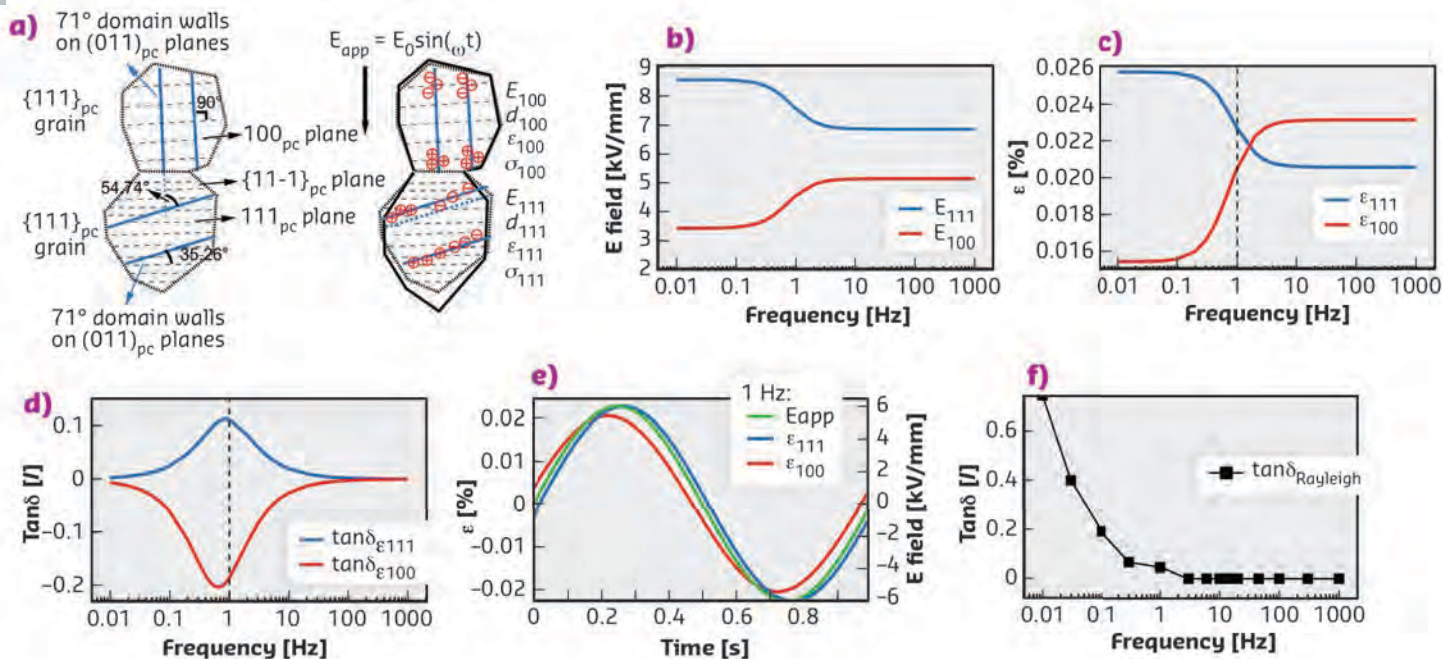 a)
71° domain walls
on (011)pc planes
Eapp = E0sin(ωt)
{111}pc
grain
90°
100pc plane
E100
d100
ε100
σ100
{11-1}pc plane
54.74°
111pc plane
{111}pc
grain
35.26°
E111
d111
ε111
σ111
71° domain walls
on (011)pc planes
b)
E field [kV/mm]
9
8
7
6
5
4
3
2
E111
E100
0.01 0.1 1 10 100 1000
Frequency [Hz]
c)
ε [%]
0.026
0.024
0.022
0.020
0.018
0.016
ε111
ε100
0.01 0.1 1 10 100 1000
Frequency [Hz]
d)
Tanδ [/]
0.1
0
−0.1
−0.2
tanδε111
tanδε100
0.01 0.1 1 10 100 1000
Frequency [Hz]
e)
ε [%]
0.02
0.01
0
−0.01
−0.02
1 Hz:
Eapp
ε111
ε100
6
5
4
3
2
1
0
−1
−2
−3
−4
−5
−6
E field [kV/mm]
0 0.2 0.4 0.6 0.8
Time [s]
f)
Tanδ [/]
0.6
0.4
0.2
0
tanδRayleigh
0.01 0.1 1 10 100 1000
Frequency [Hz]